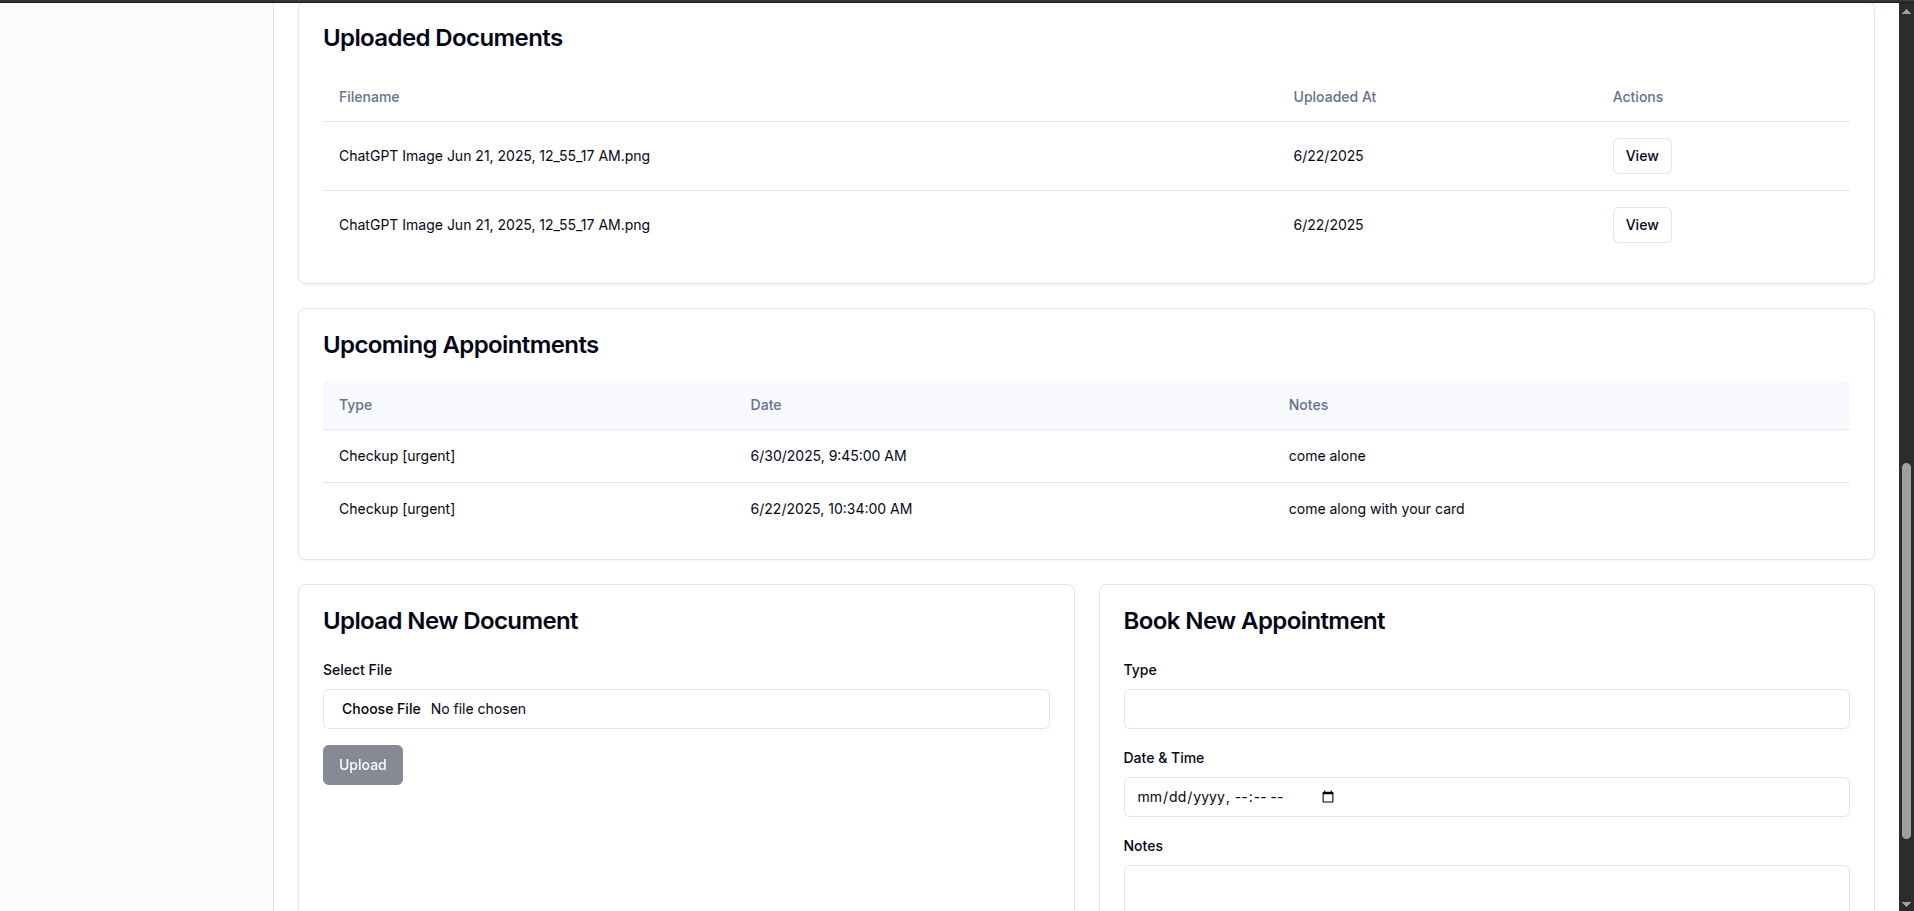 Uploaded Documents
Filename Uploaded At Actions
ChatGPT Image Jun 21, 2025, 12_55_17 AM.png 6/22/2025 View
ChatGPT Image Jun 21, 2025, 12_55_17 AM.png 6/22/2025 View
Upcoming Appointments
Type Date Notes
Checkup [urgent] 6/30/2025, 9:45:00 AM come alone
Checkup [urgent] 6/22/2025, 10:34:00 AM come along with your card
Upload New Document
Select File
Choose File No file chosen
Upload
Book New Appointment
Type
Date & Time
mm/dd/yyyy, --:-- --
Notes